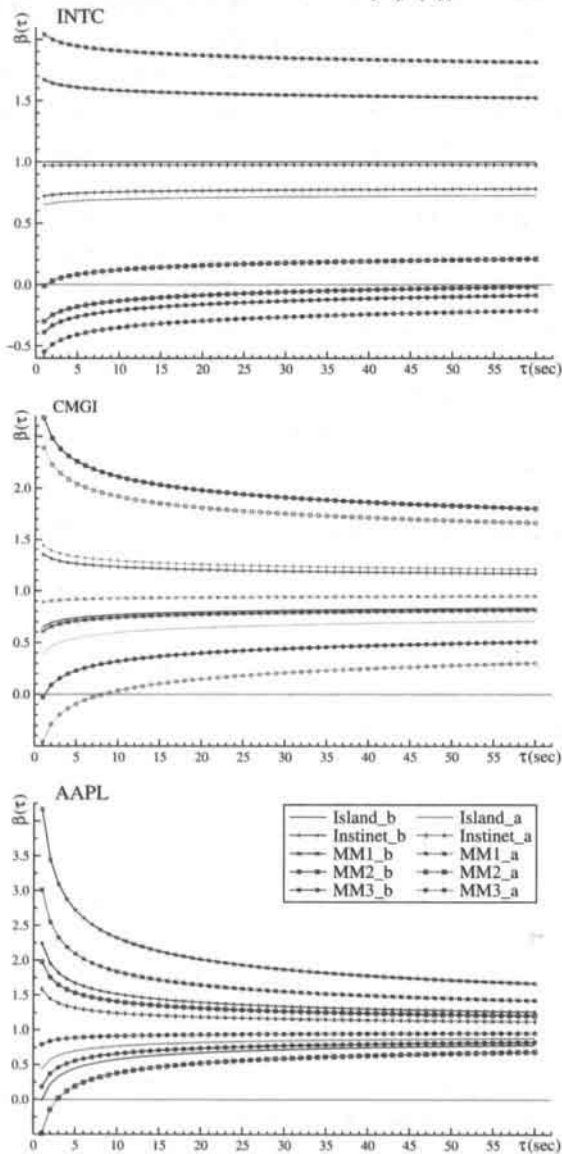 INTC
β(τ)
1.5
1.0
0.5
0.0
−0.5
0 5 10 15 20 25 30 35 40 45 50 55 τ(sec)
CMGI
β(τ)
2.0
1.5
1.0
0.5
0.0
0 5 10 15 20 25 30 35 40 45 50 55 τ(sec)
AAPL
β(τ)
3.5
3.0
2.5
2.0
1.5
1.0
0.5
0.0
Island_b Island_a
Instinet_b Instinet_a
MM1_b MM1_a
MM2_b MM2_a
MM3_b MM3_a
0 5 10 15 20 25 30 35 40 45 50 55 τ(sec)